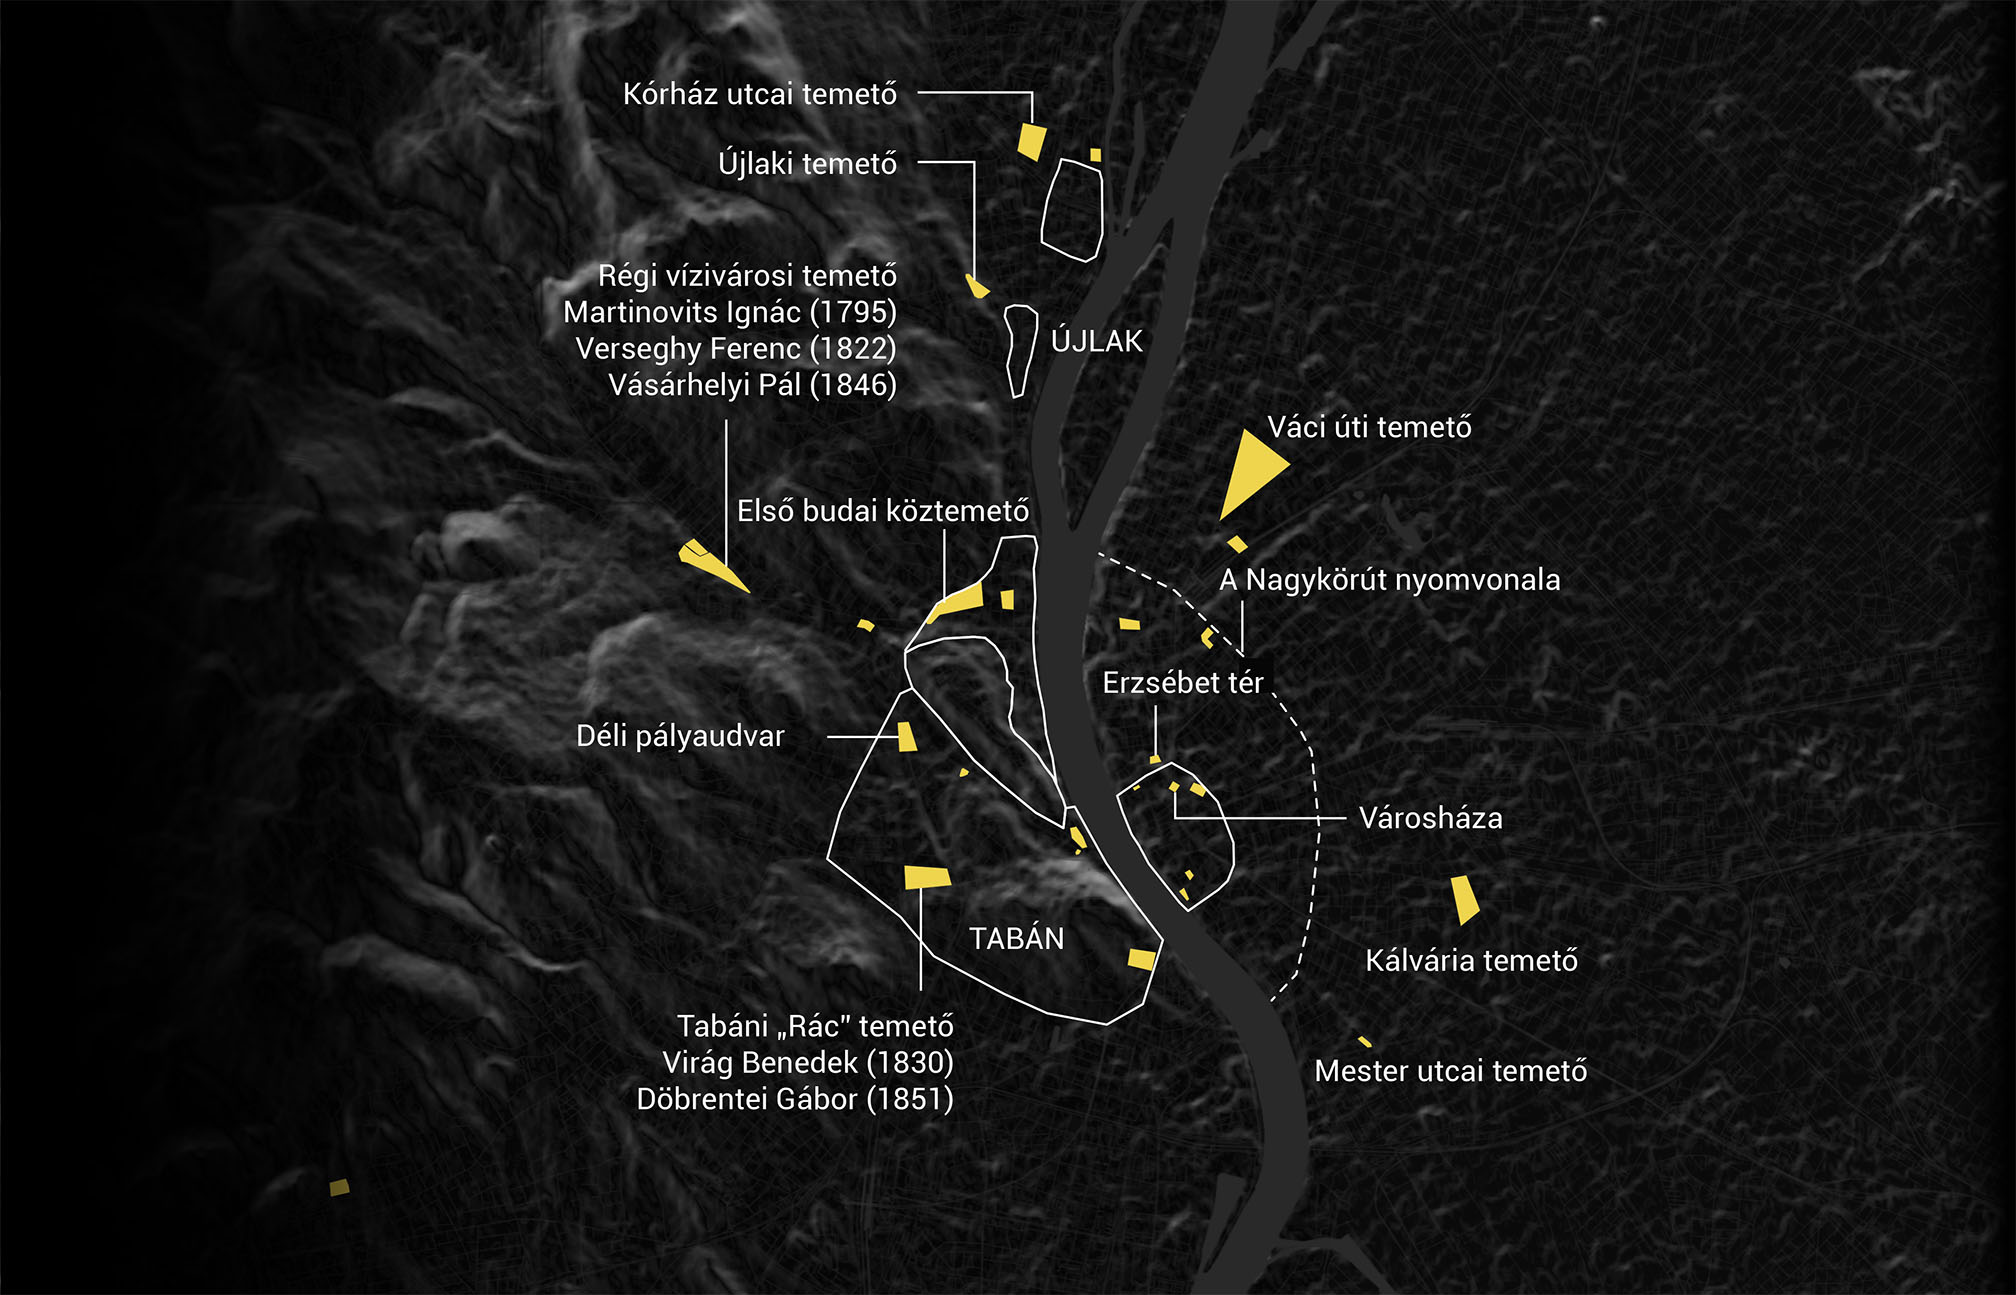 Kórház utcai temető
Újlaki temető
Régi vízivárosi temető
Martinovits Ignác (1795)
Verseghy Ferenc (1822)
Vásárhelyi Pál (1846)
ÚJLAK
Váci úti temető
Első budai köztemető
A Nagykörút nyomvonala
Erzsébet tér
Déli pályaudvar
Városháza
TABÁN
Kálvária temető
Tabáni „Rác” temető
Virág Benedek (1830)
Döbrentei Gábor (1851)
Mester utcai temető